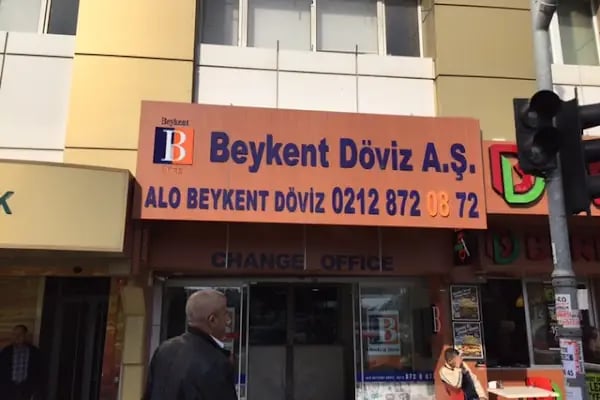 Beykent
B
Beykent Döviz A.Ş.
ALO BEYKENT DÖVİZ 0212 872 08 72
CHANGE OFFICE
B
B
K